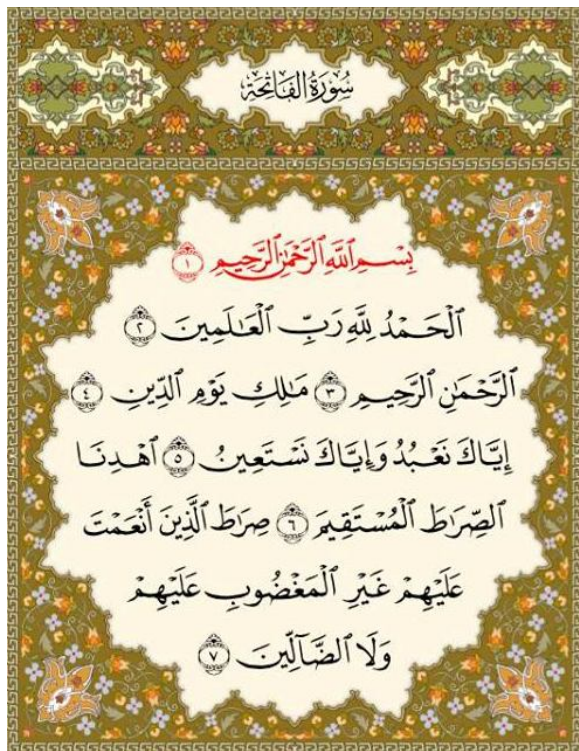 سُورَةُ الفَاتِحَةِ
بِسْمِ ٱللَّهِ ٱلرَّحْمَٰنِ ٱلرَّحِيمِ ١
ٱلْحَمْدُ لِلَّهِ رَبِّ ٱلْعَٰلَمِينَ ٢
ٱلرَّحْمَٰنِ ٱلرَّحِيمِ ٣ مَٰلِكِ يَوْمِ ٱلدِّينِ ٤
إِيَّاكَ نَعْبُدُ وَإِيَّاكَ نَسْتَعِينُ ٥ ٱهْدِنَا
ٱلصِّرَٰطَ ٱلْمُسْتَقِيمَ ٦ صِرَٰطَ ٱلَّذِينَ أَنْعَمْتَ
عَلَيْهِمْ غَيْرِ ٱلْمَغْضُوبِ عَلَيْهِمْ
وَلَا ٱلضَّآلِّينَ ٧